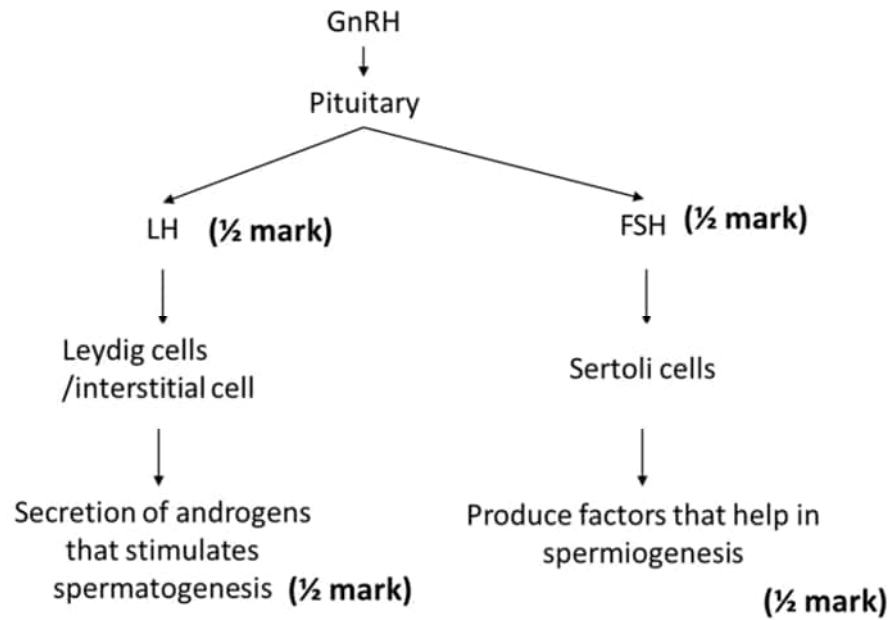 GnRH
Pituitary
LH (½ mark)
FSH (½ mark)
Leydig cells
/interstitial cell
Sertoli cells
Secretion of androgens
that stimulates
spermatogenesis (½ mark)
Produce factors that help in
spermiogenesis
(½ mark)